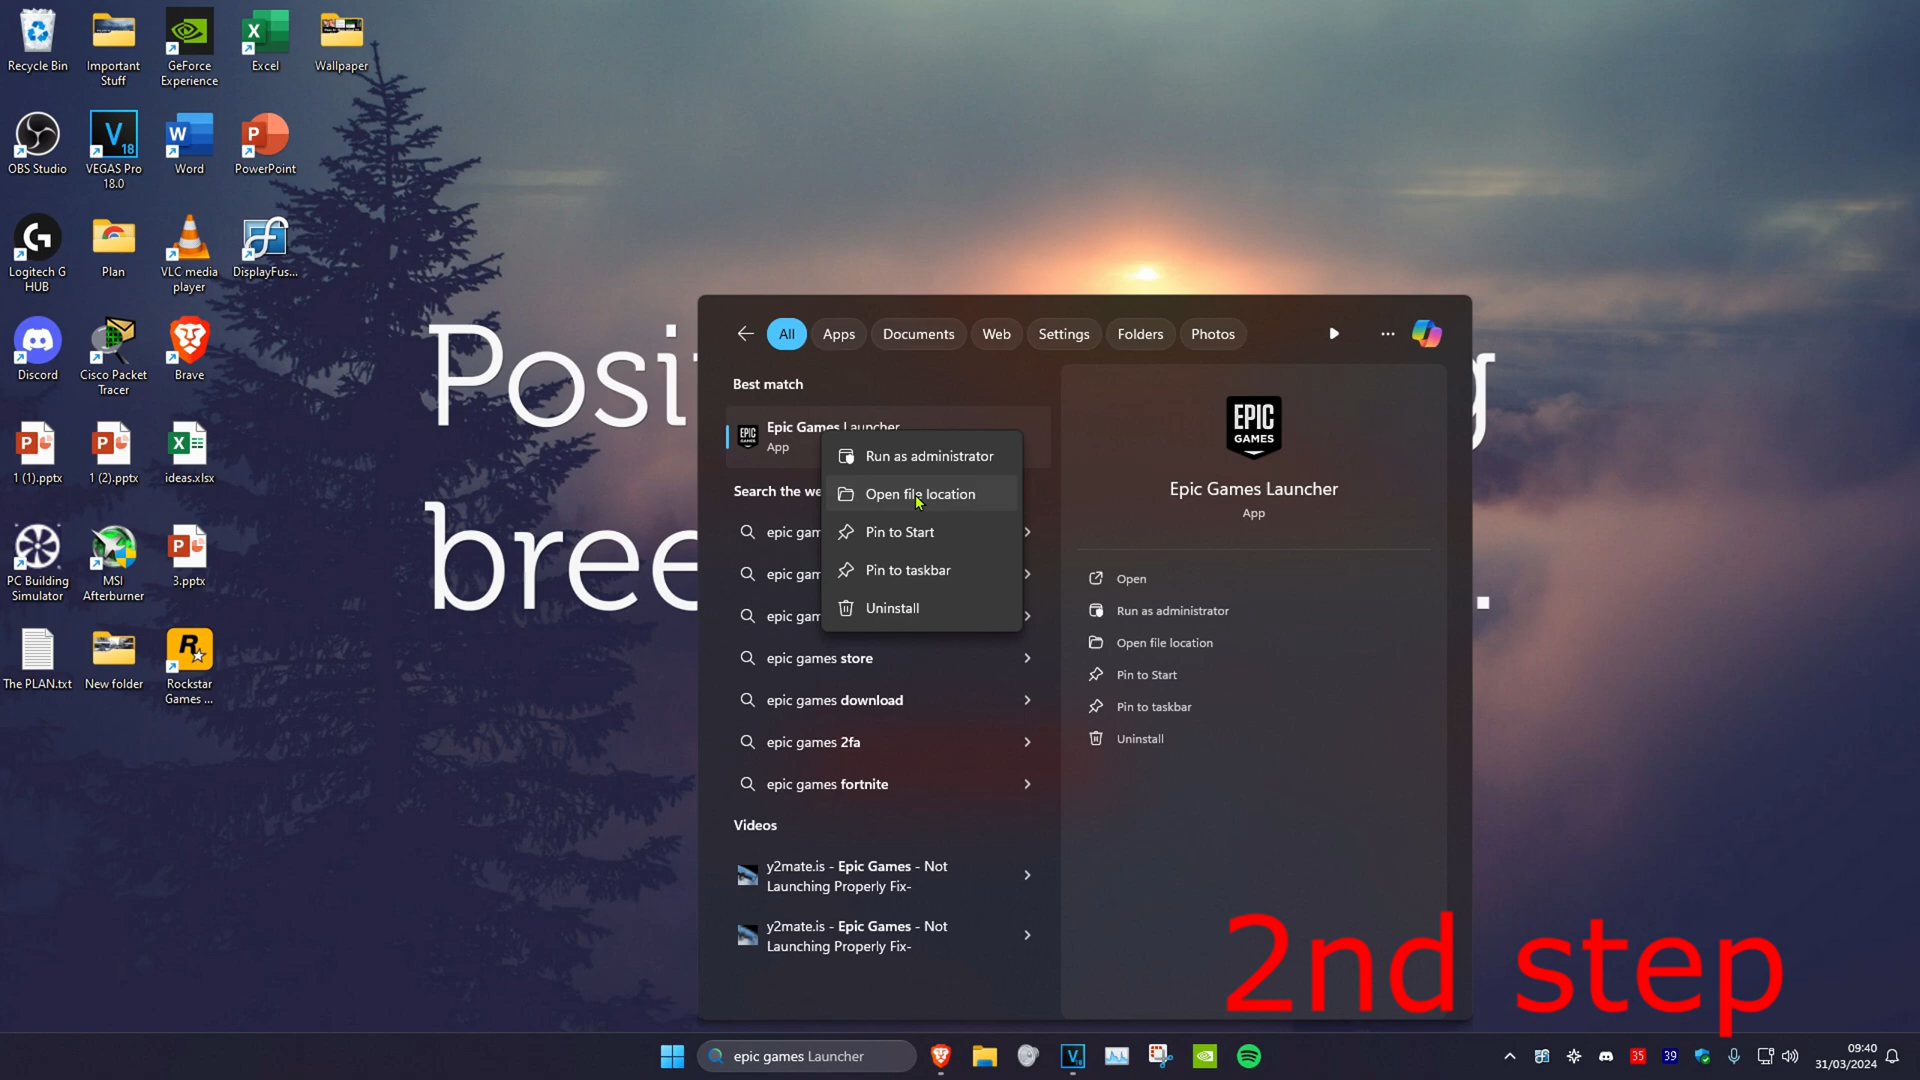 Recycle Bin
Important
Stuff
GeForce
Experience
Excel
Wallpaper
OBS Studio
VEGAS Pro
18.0
Word
PowerPoint
Logitech G
HUB
Plan
VLC media
player
DisplayFus...
Discord
Cisco Packet
Tracer
Brave
1 (1).pptx
1 (2).pptx
ideas.xlsx
PC Building
Simulator
MSI
Afterburner
3.pptx
The PLAN.txt
New folder
Rockstar
Games ...
Posi
bree
All
Apps
Documents
Web
Settings
Folders
Photos
Best match
Epic Games Launcher
App
Search the we
epic gam
epic gam
epic gam
epic games store
epic games download
epic games 2fa
epic games fortnite
Videos
y2mate.is - Epic Games - Not
Launching Properly Fix-
y2mate.is - Epic Games - Not
Launching Properly Fix-
Run as administrator
Open file location
Pin to Start
Pin to taskbar
Uninstall
EPIC
GAMES
Epic Games Launcher
App
Open
Run as administrator
Open file location
Pin to Start
Pin to taskbar
Uninstall
2nd step
epic games Launcher
35
39
09:40
31/03/2024